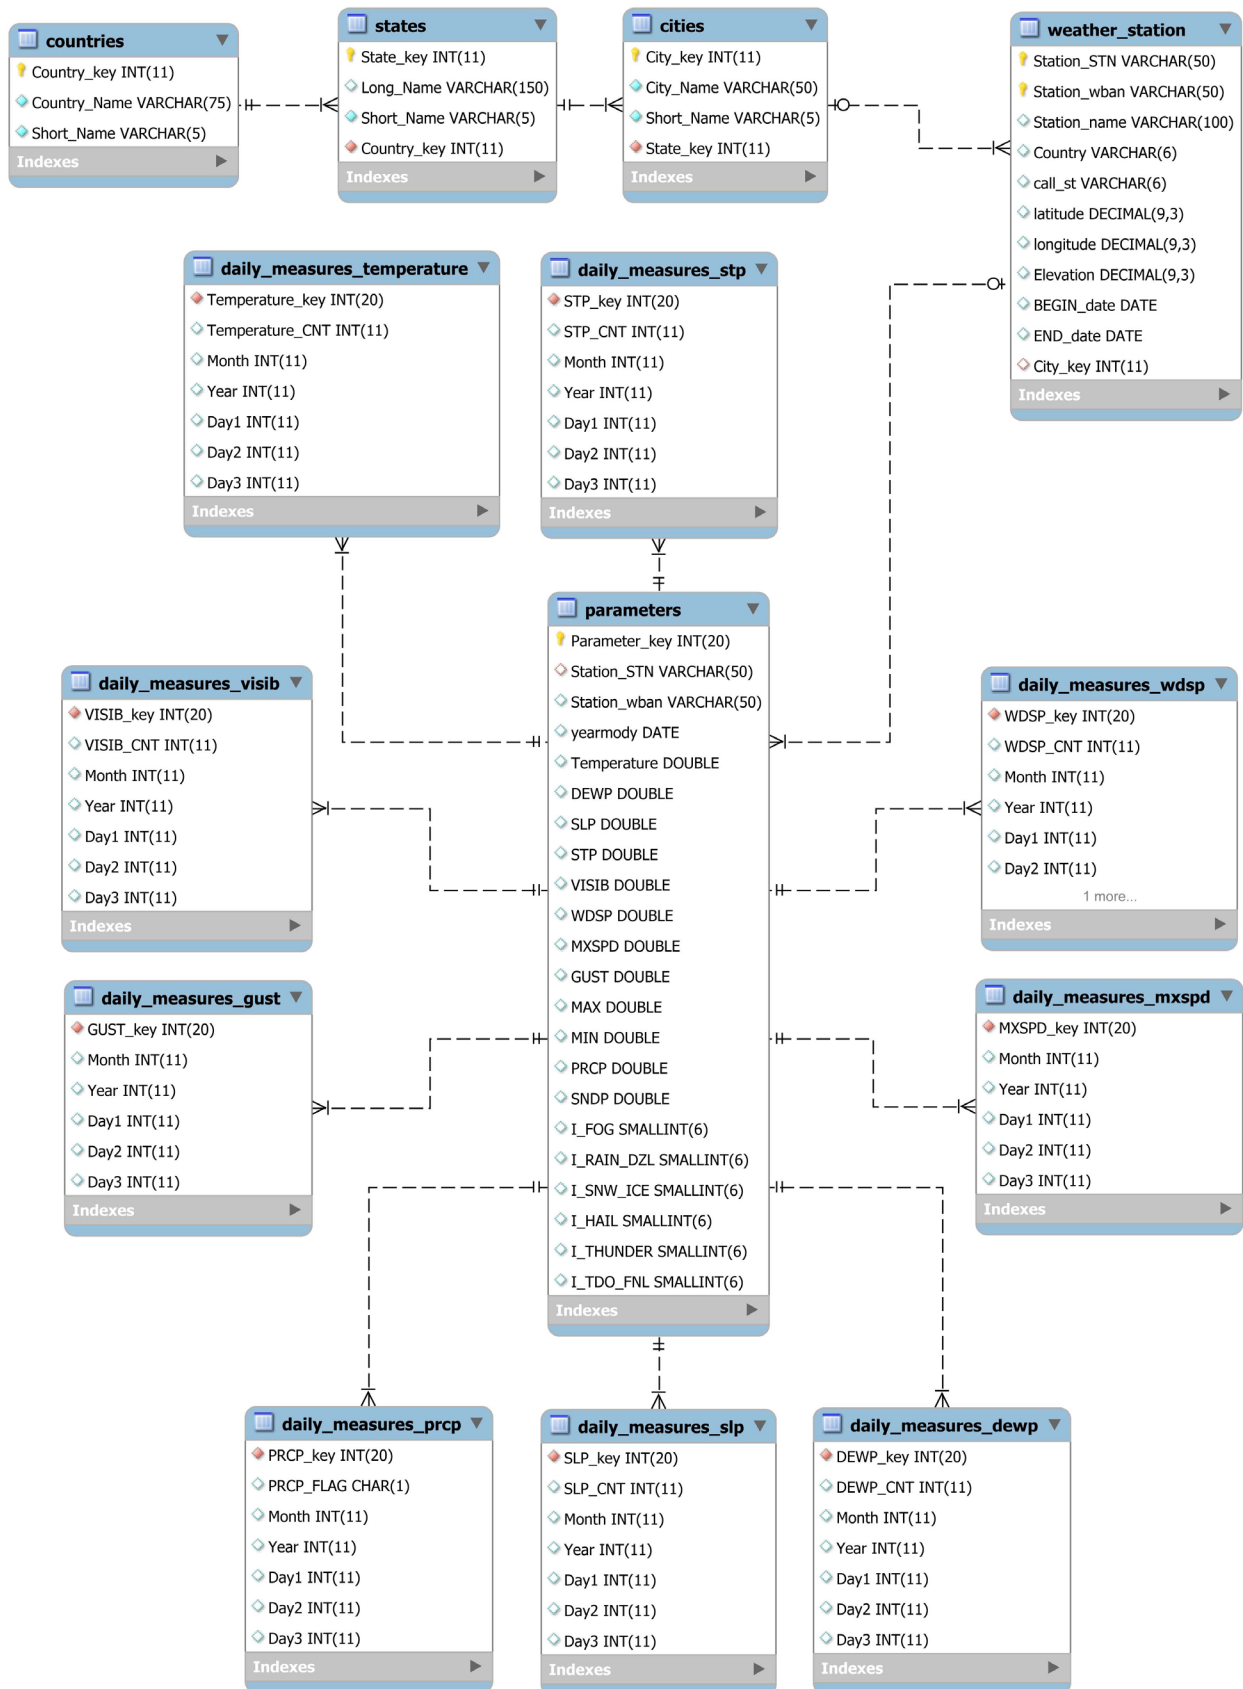 countries
Country_key INT(11)
Country_Name VARCHAR(75)
Short_Name VARCHAR(5)
Indexes
states
State_key INT(11)
Long_Name VARCHAR(150)
Short_Name VARCHAR(5)
Country_key INT(11)
Indexes
cities
City_key INT(11)
City_Name VARCHAR(50)
Short_Name VARCHAR(5)
State_key INT(11)
Indexes
weather_station
Station_STN VARCHAR(50)
Station_wban VARCHAR(50)
Station_name VARCHAR(100)
Country VARCHAR(6)
call_st VARCHAR(6)
latitude DECIMAL(9,3)
longitude DECIMAL(9,3)
Elevation DECIMAL(9,3)
BEGIN_date DATE
END_date DATE
City_key INT(11)
Indexes
daily_measures_temperature
Temperature_key INT(20)
Temperature_CNT INT(11)
Month INT(11)
Year INT(11)
Day1 INT(11)
Day2 INT(11)
Day3 INT(11)
Indexes
daily_measures_stp
STP_key INT(20)
STP_CNT INT(11)
Month INT(11)
Year INT(11)
Day1 INT(11)
Day2 INT(11)
Day3 INT(11)
Indexes
parameters
Parameter_key INT(20)
Station_STN VARCHAR(50)
Station_wban VARCHAR(50)
yearmody DATE
Temperature DOUBLE
DEWP DOUBLE
SLP DOUBLE
STP DOUBLE
VISIB DOUBLE
WDSP DOUBLE
MXSPD DOUBLE
GUST DOUBLE
MAX DOUBLE
MIN DOUBLE
PRCP DOUBLE
SNDP DOUBLE
I_FOG SMALLINT(6)
I_RAIN_DZL SMALLINT(6)
I_SNW_ICE SMALLINT(6)
I_HAIL SMALLINT(6)
I_THUNDER SMALLINT(6)
I_TDO_FNL SMALLINT(6)
Indexes
daily_measures_visib
VISIB_key INT(20)
VISIB_CNT INT(11)
Month INT(11)
Year INT(11)
Day1 INT(11)
Day2 INT(11)
Day3 INT(11)
Indexes
daily_measures_wdsp
WDSP_key INT(20)
WDSP_CNT INT(11)
Month INT(11)
Year INT(11)
Day1 INT(11)
Day2 INT(11)
1 more...
Indexes
daily_measures_gust
GUST_key INT(20)
Month INT(11)
Year INT(11)
Day1 INT(11)
Day2 INT(11)
Day3 INT(11)
Indexes
daily_measures_mxspd
MXSPD_key INT(20)
Month INT(11)
Year INT(11)
Day1 INT(11)
Day2 INT(11)
Day3 INT(11)
Indexes
daily_measures_prcp
PRCP_key INT(20)
PRCP_FLAG CHAR(1)
Month INT(11)
Year INT(11)
Day1 INT(11)
Day2 INT(11)
Day3 INT(11)
Indexes
daily_measures_slp
SLP_key INT(20)
SLP_CNT INT(11)
Month INT(11)
Year INT(11)
Day1 INT(11)
Day2 INT(11)
Day3 INT(11)
Indexes
daily_measures_dewp
DEWP_key INT(20)
DEWP_CNT INT(11)
Month INT(11)
Year INT(11)
Day1 INT(11)
Day2 INT(11)
Day3 INT(11)
Indexes